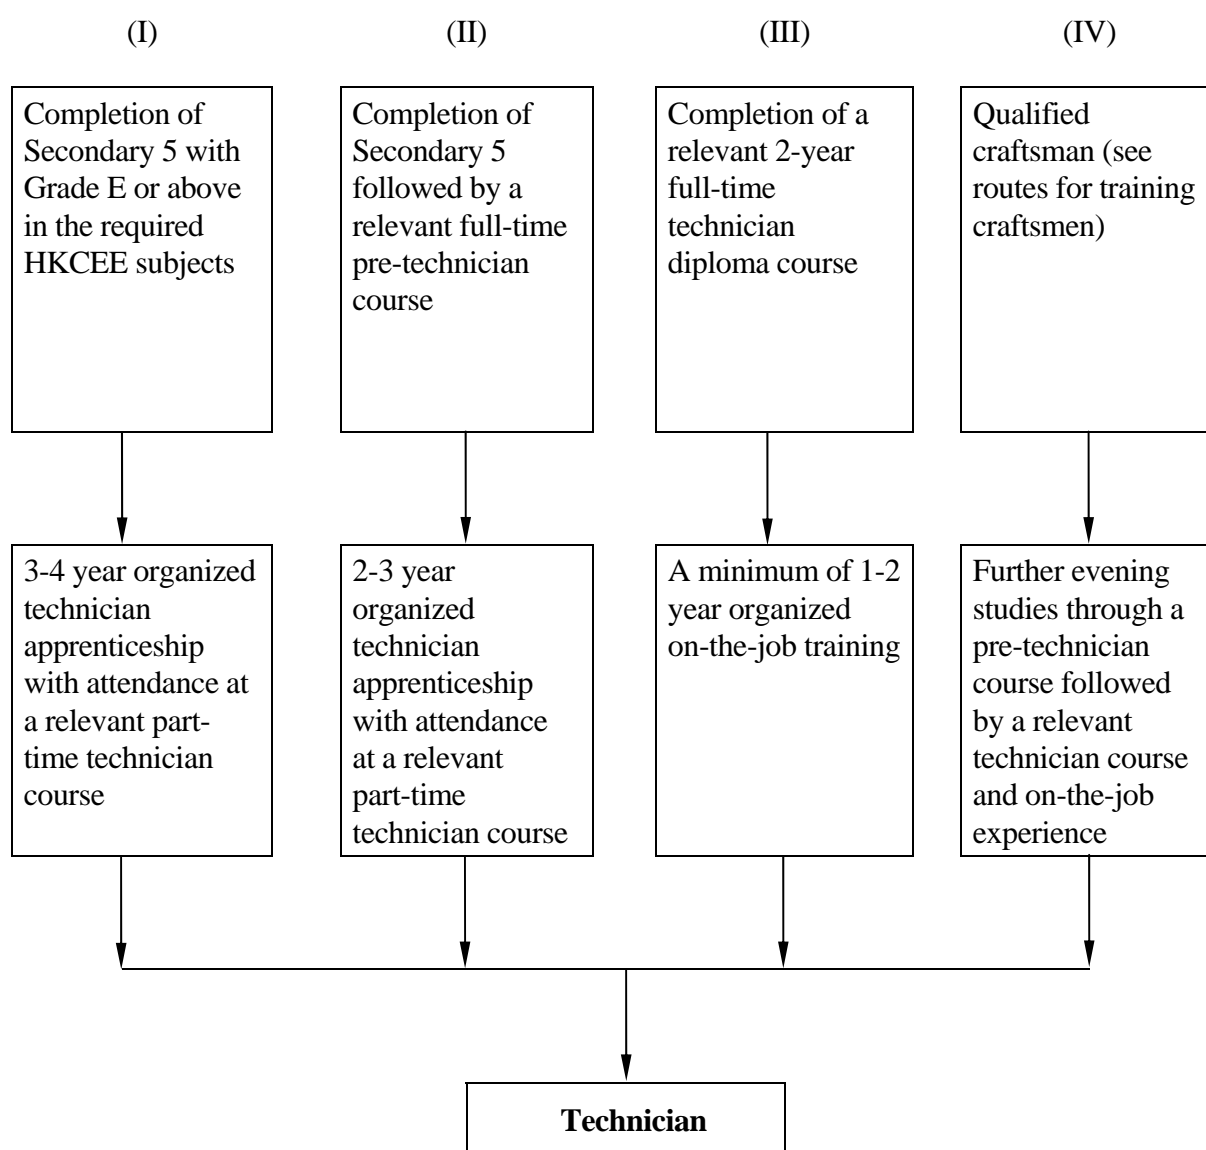 (I)
(II)
(III)
(IV)
Completion of
Secondary 5 with
Grade E or above
in the required
HKCEE subjects
Completion of
Secondary 5
followed by a
relevant full-time
pre-technician
course
Completion of a
relevant 2-year
full-time
technician
diploma course
Qualified
craftsman (see
routes for training
craftsmen)
3-4 year organized
technician
apprenticeship
with attendance at
a relevant part-
time technician
course
2-3 year
organized
technician
apprenticeship
with attendance
at a relevant
part-time
technician course
A minimum of 1-2
year organized
on-the-job training
Further evening
studies through a
pre-technician
course followed
by a relevant
technician course
and on-the-job
experience
Technician